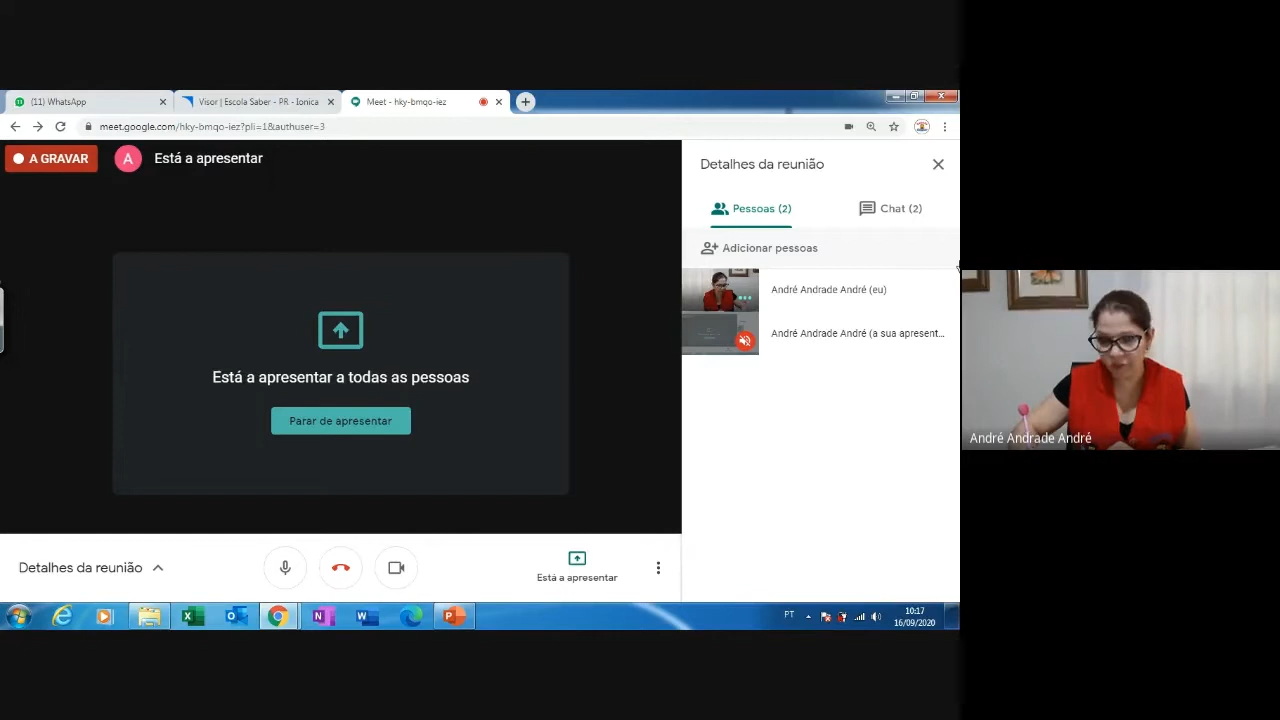 (11) WhatsApp
Visor | Escola Saber - PR - Ionica
Meet - hky-bmqo-iez
meet.google.com/hky-bmqo-iez?pli=1&authuser=3
A GRAVAR
A
Está a apresentar
Detalhes da reunião
Pessoas (2)
Chat (2)
Adicionar pessoas
André Andrade André (eu)
André Andrade André (a sua apresent...
Está a apresentar a todas as pessoas
Parar de apresentar
André Andrade André
Detalhes da reunião
Está a apresentar
PT
10:17
16/09/2020